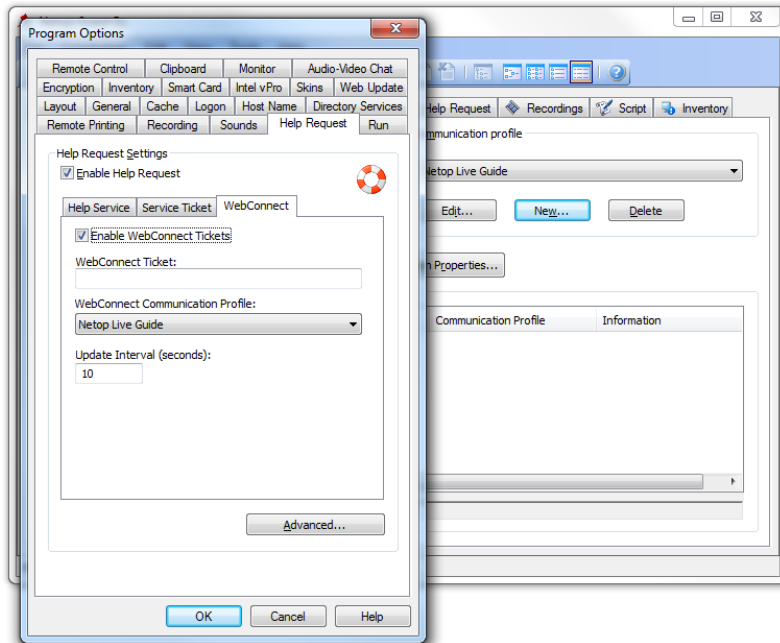 Program Options
Remote Control Clipboard Monitor Audio-Video Chat
Encryption Inventory Smart Card Intel vPro Skins Web Update
Layout General Cache Logon Host Name Directory Services
Remote Printing Recording Sounds Help Request Run
Help Request Settings
Enable Help Request
Help Service Service Ticket WebConnect
Enable WebConnect Tickets
WebConnect Ticket:
WebConnect Communication Profile:
Netop Live Guide
Update Interval (seconds):
10
Advanced...
OK Cancel Help
Help Request Recordings Script Inventory
mmunication profile
Netop Live Guide
Edit... New... Delete
n Properties...
Communication Profile Information